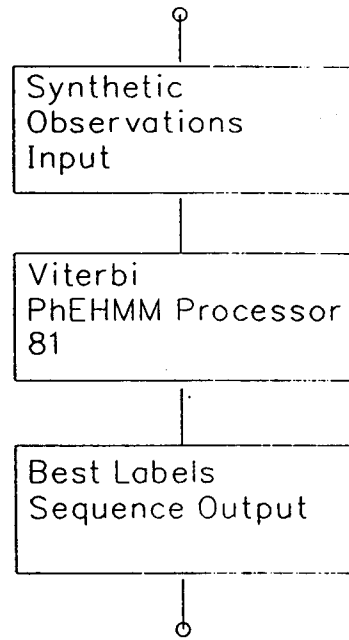 Synthetic
Observations
Input
Viterbi
PhEHMM Processor
81
Best Labels
Sequence Output